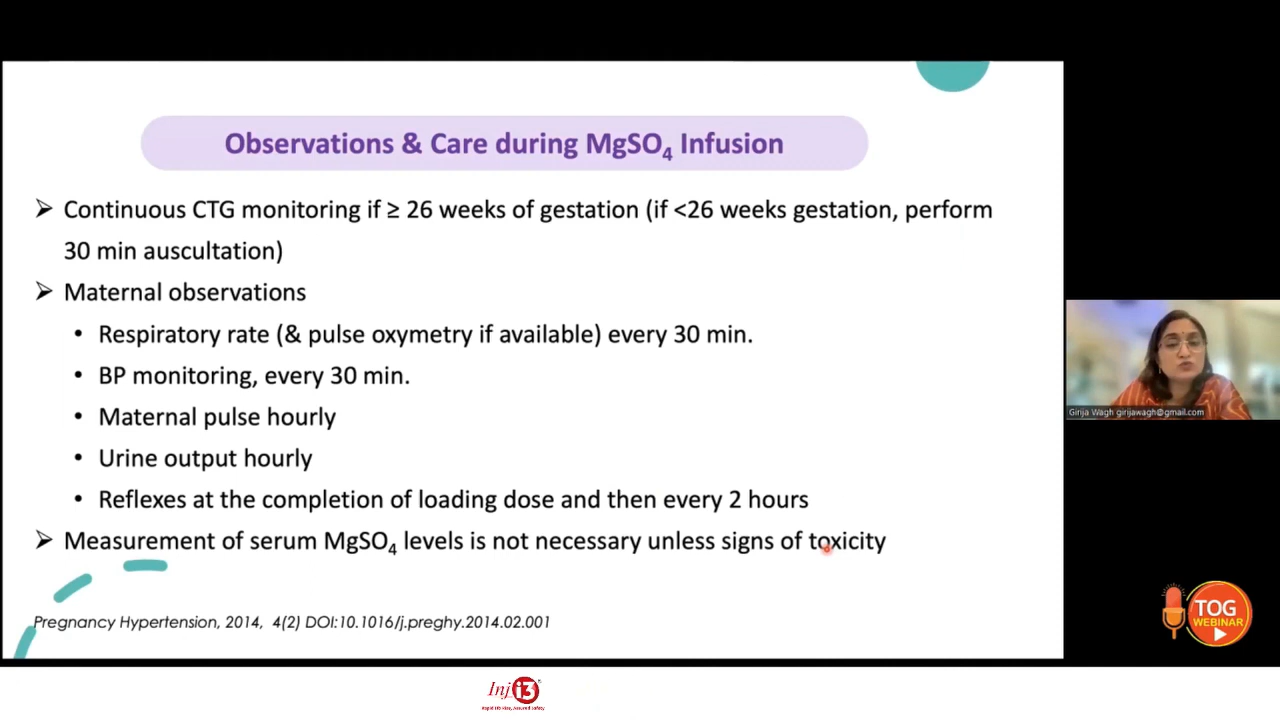 Observations & Care during MgSO₄ Infusion
➢ Continuous CTG monitoring if ≥ 26 weeks of gestation (if <26 weeks gestation, perform
30 min auscultation)
➢ Maternal observations
• Respiratory rate (& pulse oxymetry if available) every 30 min.
• BP monitoring, every 30 min.
• Maternal pulse hourly
• Urine output hourly
• Reflexes at the completion of loading dose and then every 2 hours
➢ Measurement of serum MgSO₄ levels is not necessary unless signs of toxicity
Pregnancy Hypertension, 2014, 4(2) DOI:10.1016/j.preghy.2014.02.001
Girija Wagh girijawagh@gmail.com
TOG
WEBINAR
Inj i3